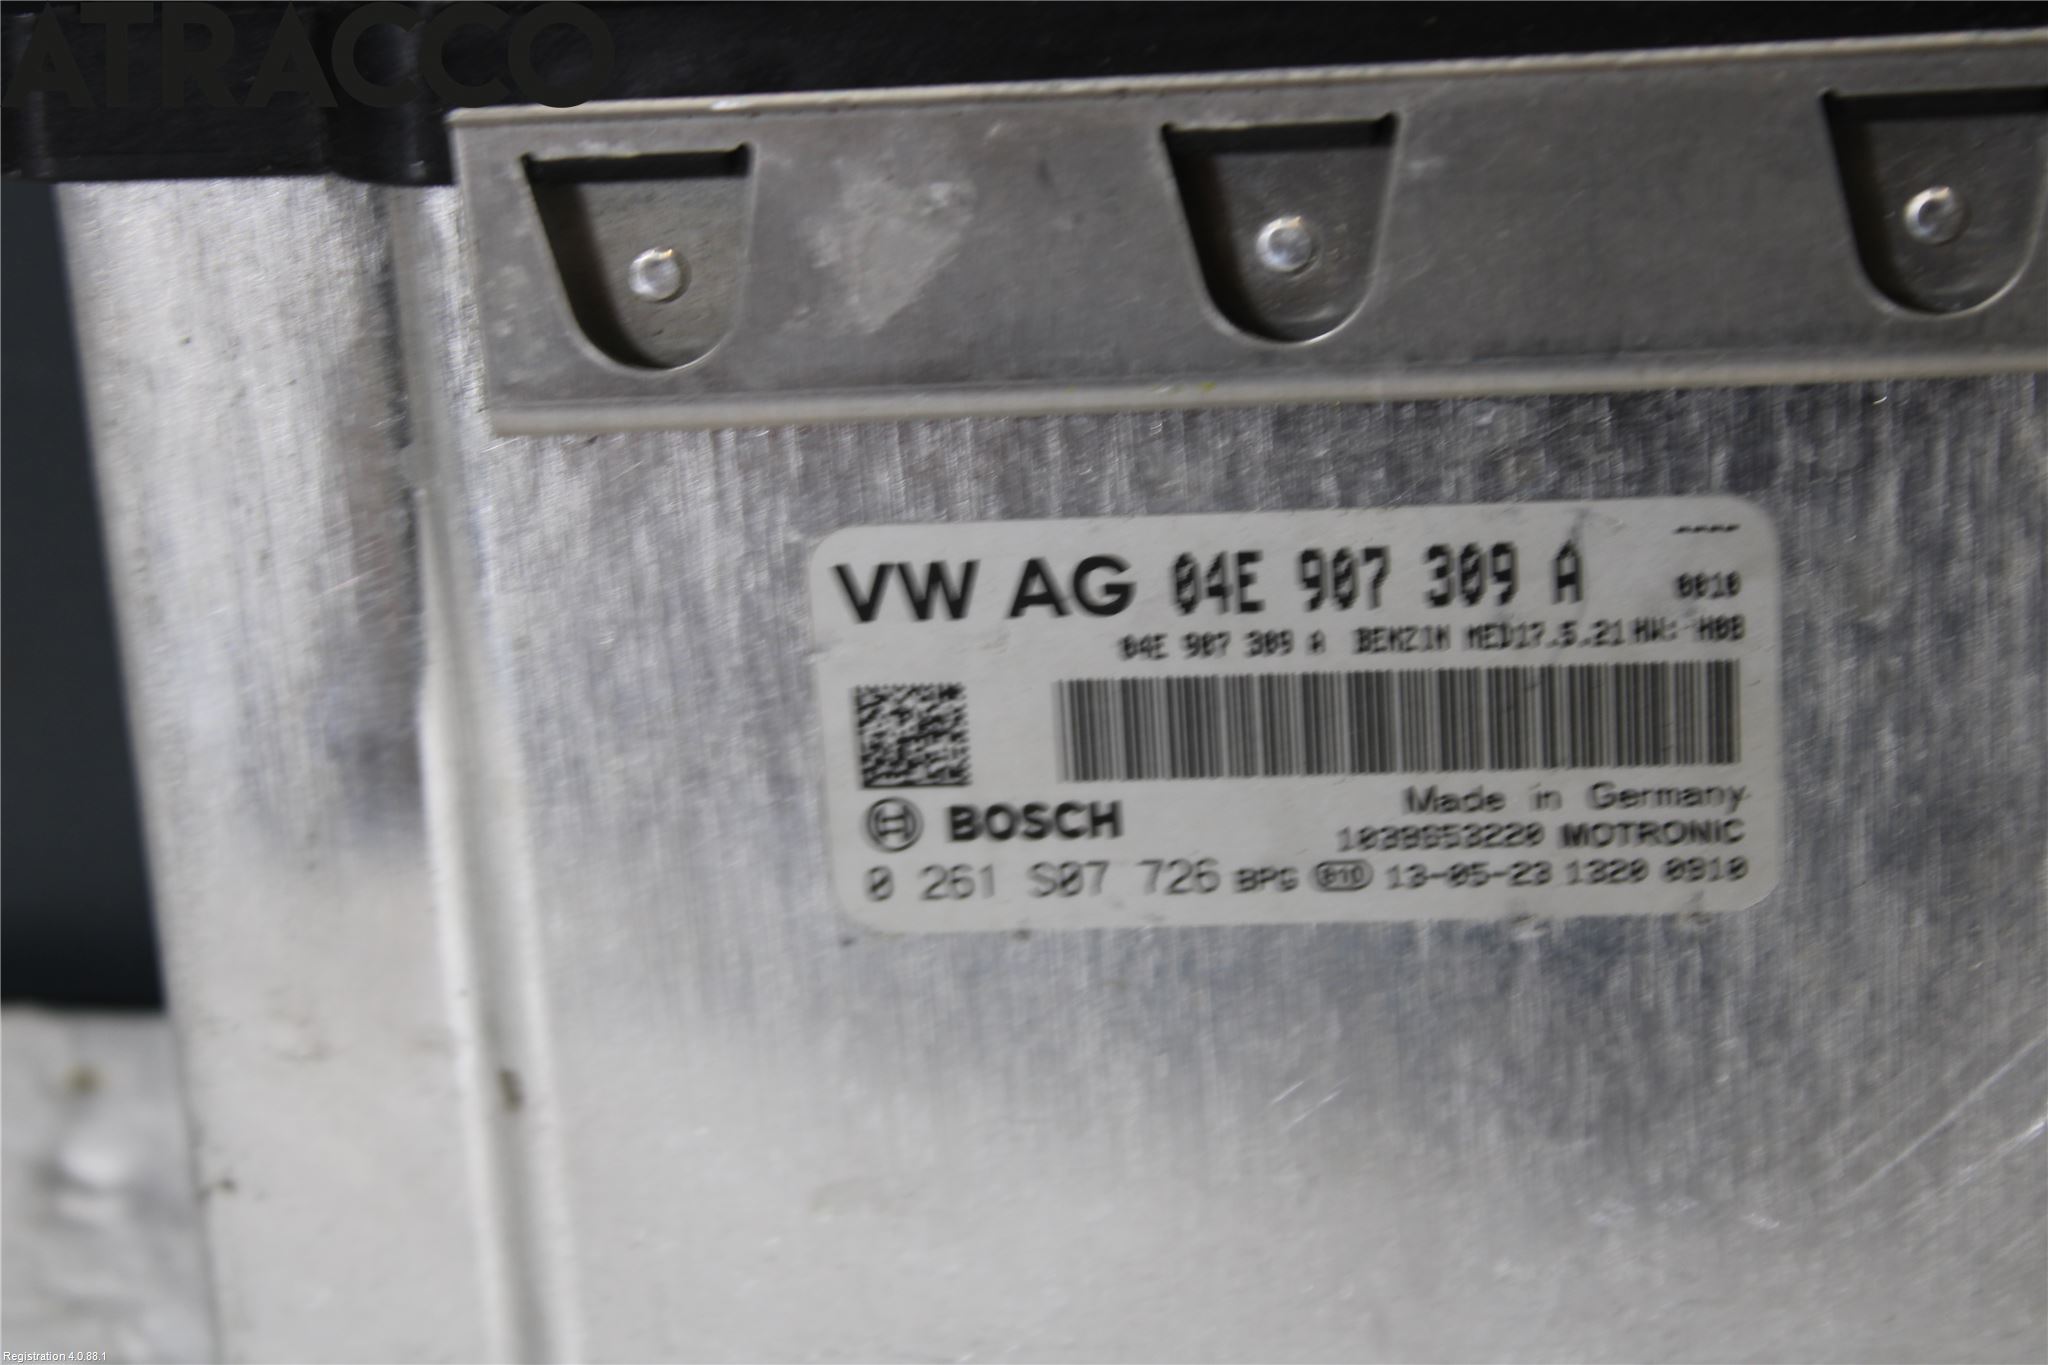 ATRACCO
----
VW AG 04E 907 309 A 0010
04E 907 309 A BENZIN MED17.5.21 HW: H08
BOSCH
Made in Germany
MOTRONIC
0 261 S07 726 BPG 810 13-05-23 1320 0910
Registration 4.0.88.1